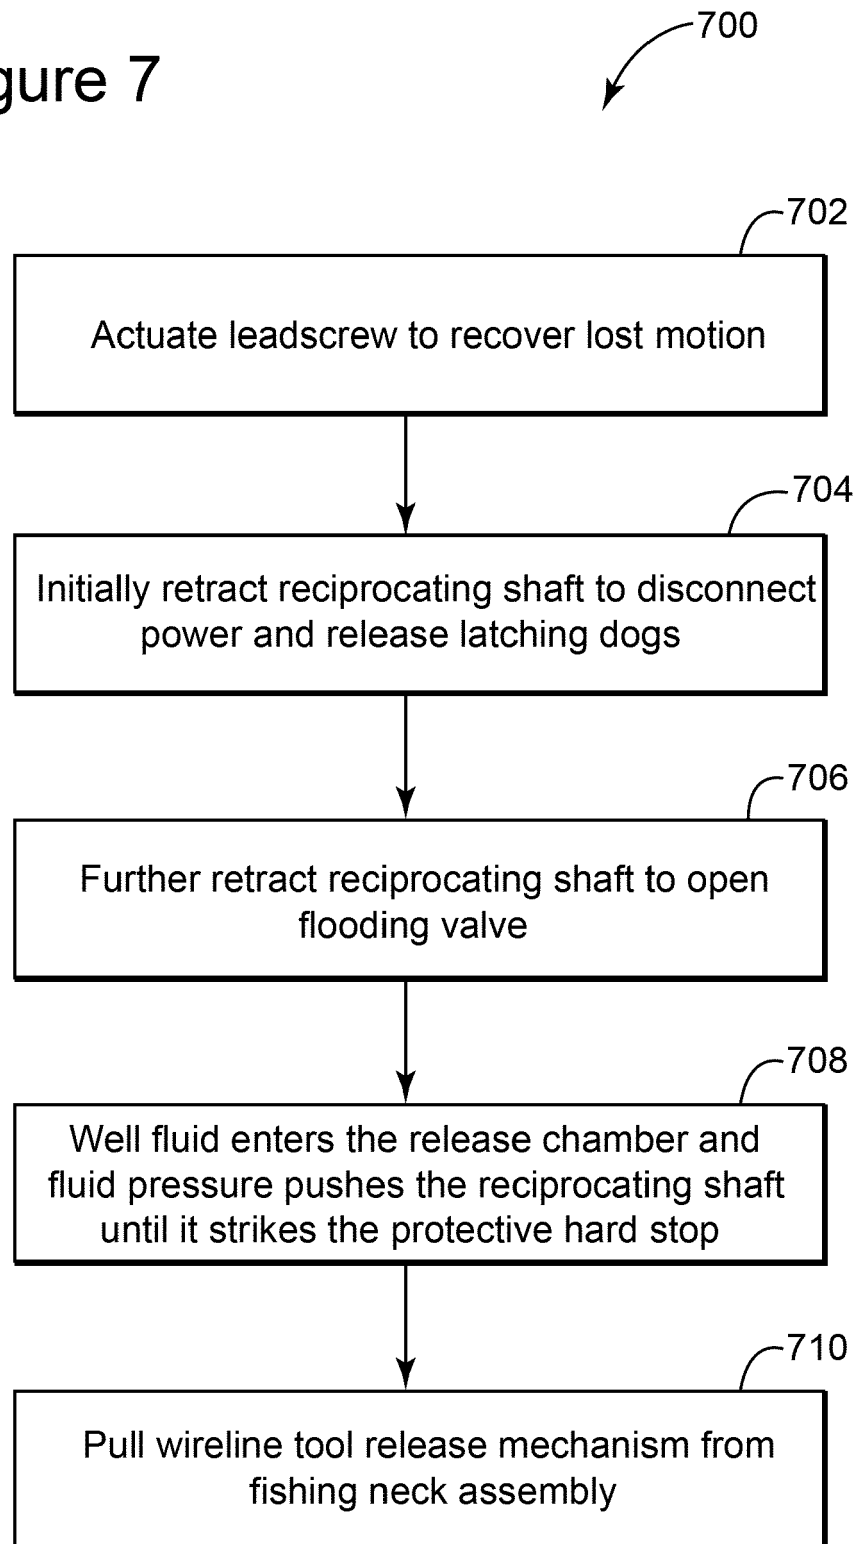 gure 7
700
702
Actuate leadscrew to recover lost motion
704
Initially retract reciprocating shaft to disconnect
power and release latching dogs
706
Further retract reciprocating shaft to open
flooding valve
708
Well fluid enters the release chamber and
fluid pressure pushes the reciprocating shaft
until it strikes the protective hard stop
710
Pull wireline tool release mechanism from
fishing neck assembly